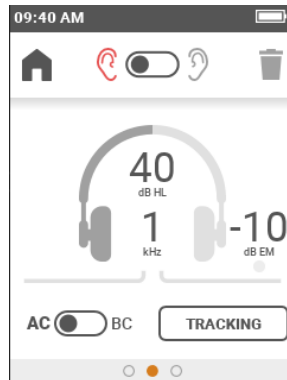 09:40 AM
40
dB HL
1
kHz
-10
dB EM
AC BC
TRACKING